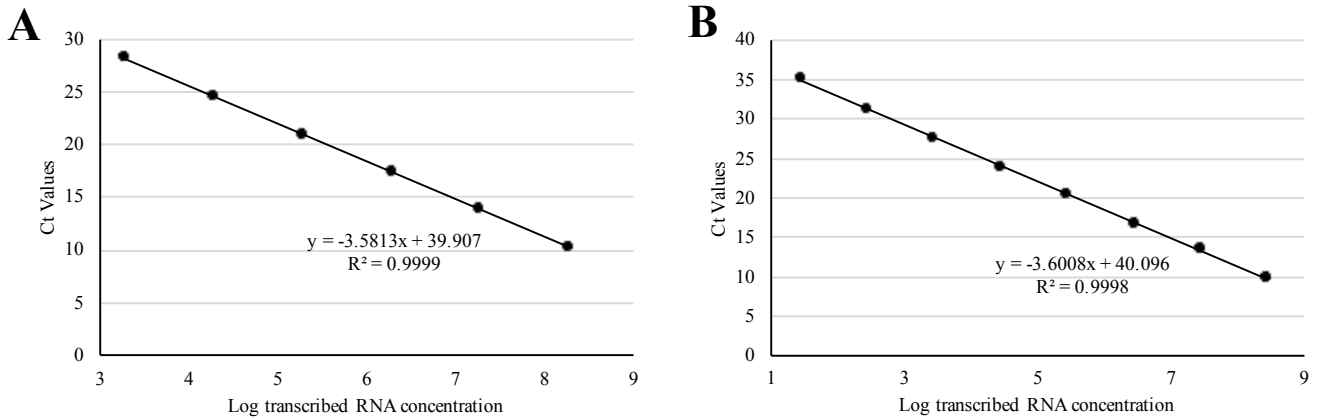 A
30
25
20
15
10
5
0
Ct Values
y = -3.5813x + 39.907
R² = 0.9999
3 4 5 6 7 8 9
Log transcribed RNA concentration
B
40
35
30
25
20
15
10
5
0
Ct Values
y = -3.6008x + 40.096
R² = 0.9998
1 3 5 7 9
Log transcribed RNA concentration